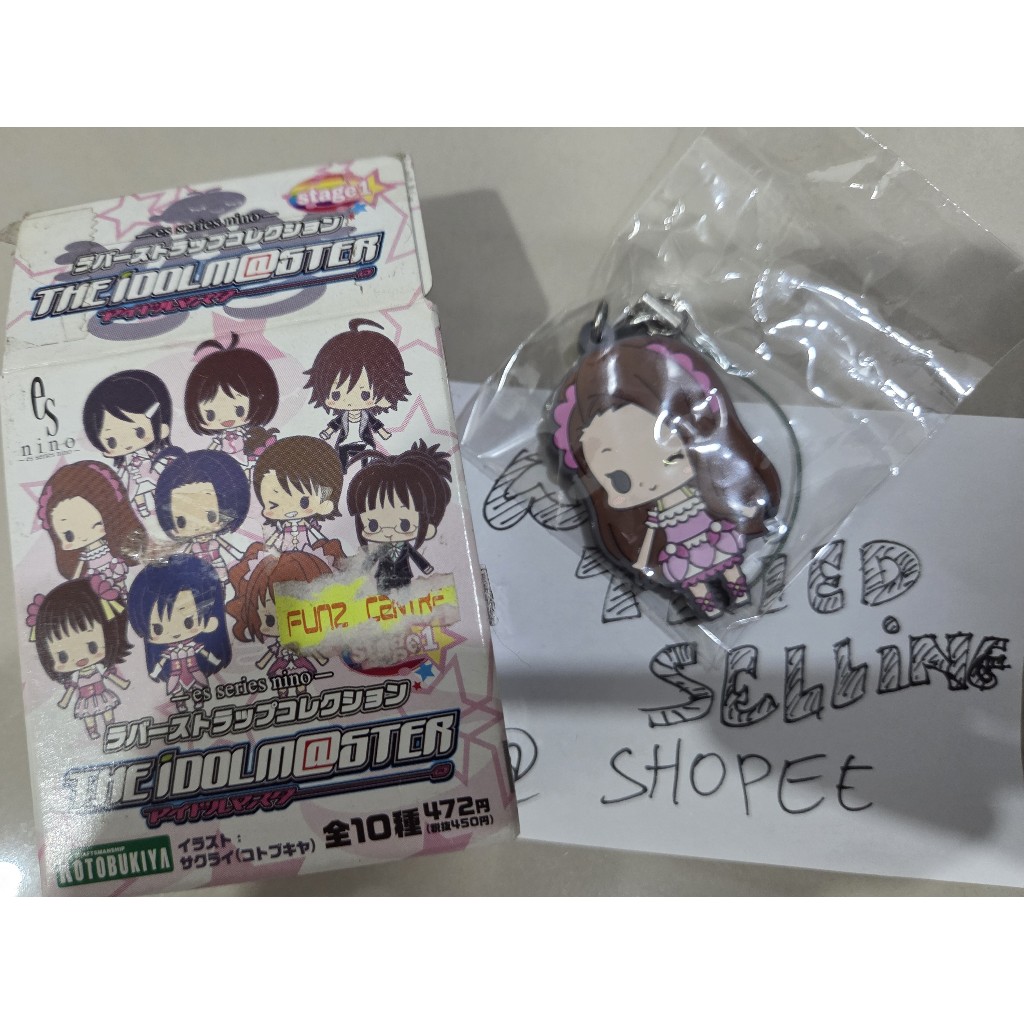 stage1
es series nino
ラバーストラップコレクション
THE iDOLM@STER
アイドルマスター
es
nino
es series nino
FUNZ CENTRE
stage1
es series nino
ラバーストラップコレクション
THE iDOLM@STER
アイドルマスター
全10種 472円
(税抜450円)
イラスト:
サクライ(コトブキヤ)
KOTOBUKIYA
SELLiNG
@ SHOPEE